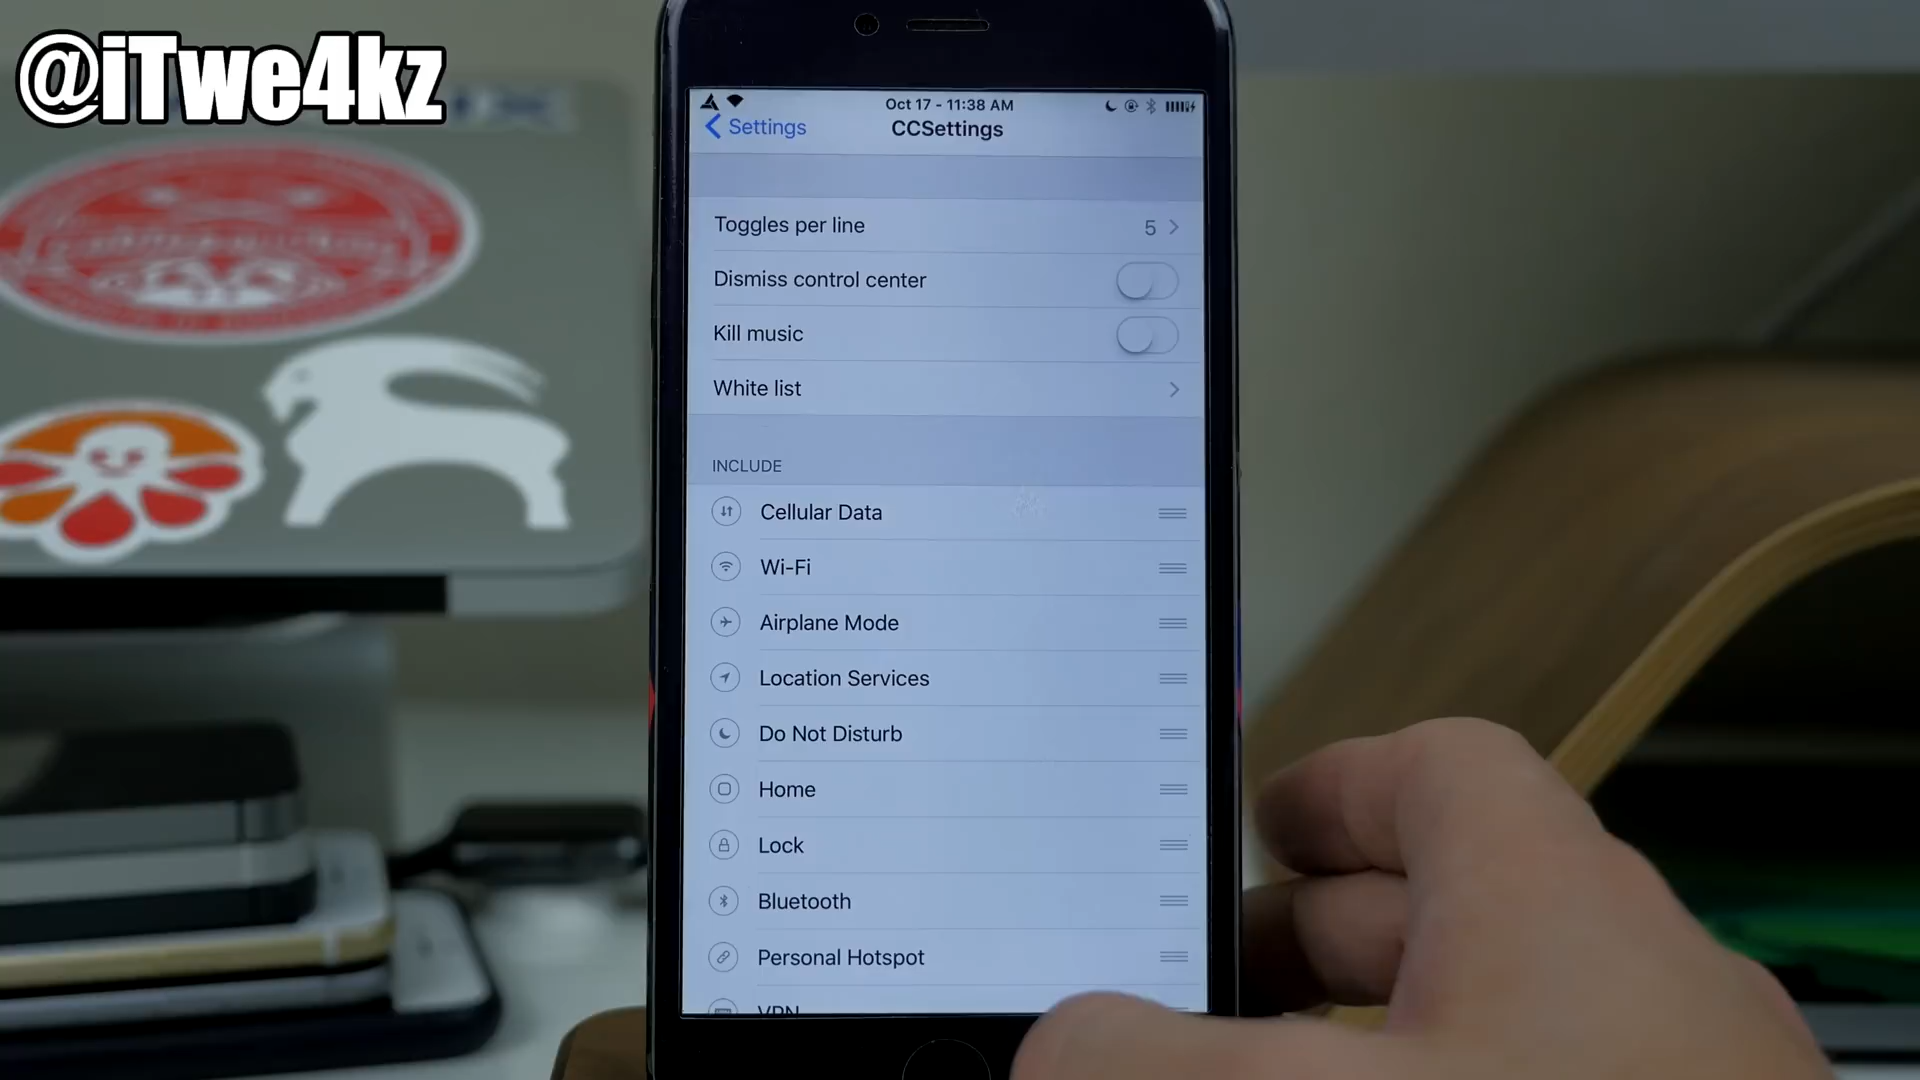 @iTwe4kz
Oct 17 - 11:38 AM
Settings
CCSettings
Toggles per line 5
Dismiss control center
Kill music
White list
INCLUDE
Cellular Data
Wi-Fi
Airplane Mode
Location Services
Do Not Disturb
Home
Lock
Bluetooth
Personal Hotspot
VPN